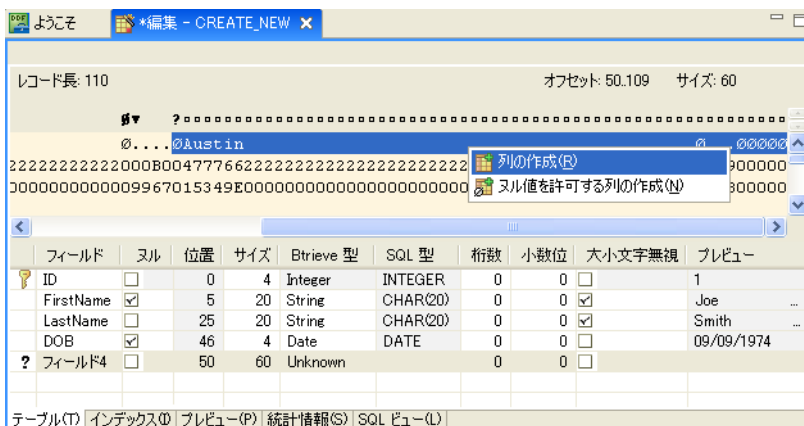 ようこそ *編集 - CREATE_NEW
レコード長: 110 オフセット: 50..109 サイズ: 60
Ø....ØAustin
列の作成(R)
ヌル値を許可する列の作成(N)
フィールド ヌル 位置 サイズ Btrieve 型 SQL 型 桁数 小数位 大小文字無視 プレビュー
ID 0 4 Integer INTEGER 0 0 1
FirstName 5 20 String CHAR(20) 0 0 Joe ...
LastName 25 20 String CHAR(20) 0 0 Smith ...
DOB 46 4 Date DATE 0 0 09/09/1974
? フィールド4 50 60 Unknown 0 0
テーブル(T) インデックス(I) プレビュー(P) 統計情報(S) SQL ビュー(L)